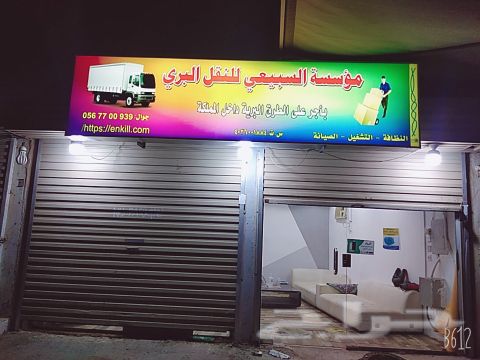 مؤسسة السبيعي للنقل البري
بأجر على الطرق البرية داخل المملكة
جوال 939 00 77 056
https://enkill.com
النظافة - التشغيل - الصيانة
B612